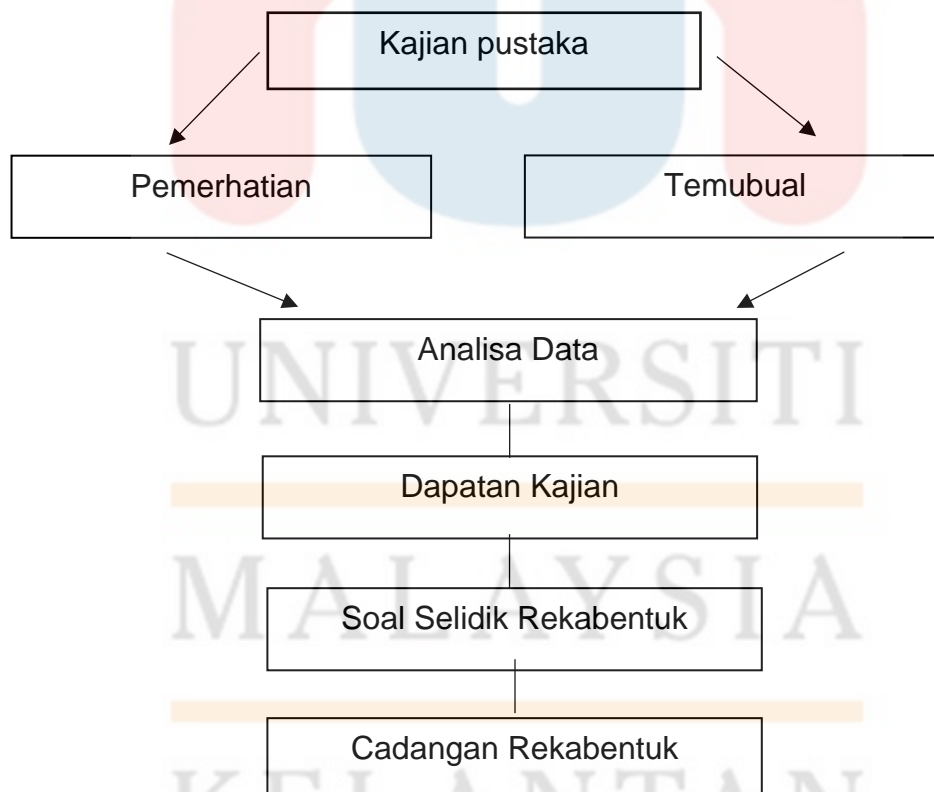 Kajian pustaka
Pemerhatian
Temubual
Analisa Data
UNIVERSITI
Dapatan Kajian
MALAYSIA
Soal Selidik Rekabentuk
Cadangan Rekabentuk
KELANTAN